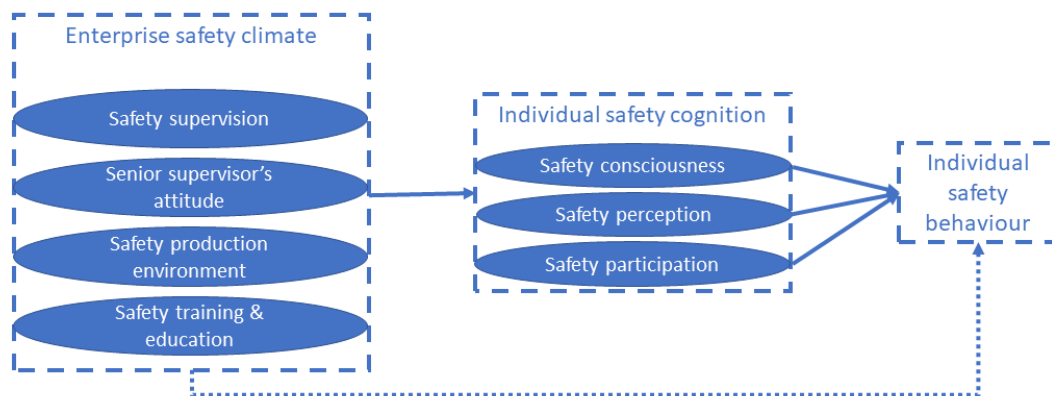 Enterprise safety climate
Safety supervision
Senior supervisor's
attitude
Safety production
environment
Safety training &
education
Individual safety cognition
Safety consciousness
Safety perception
Safety participation
Individual
safety
behaviour